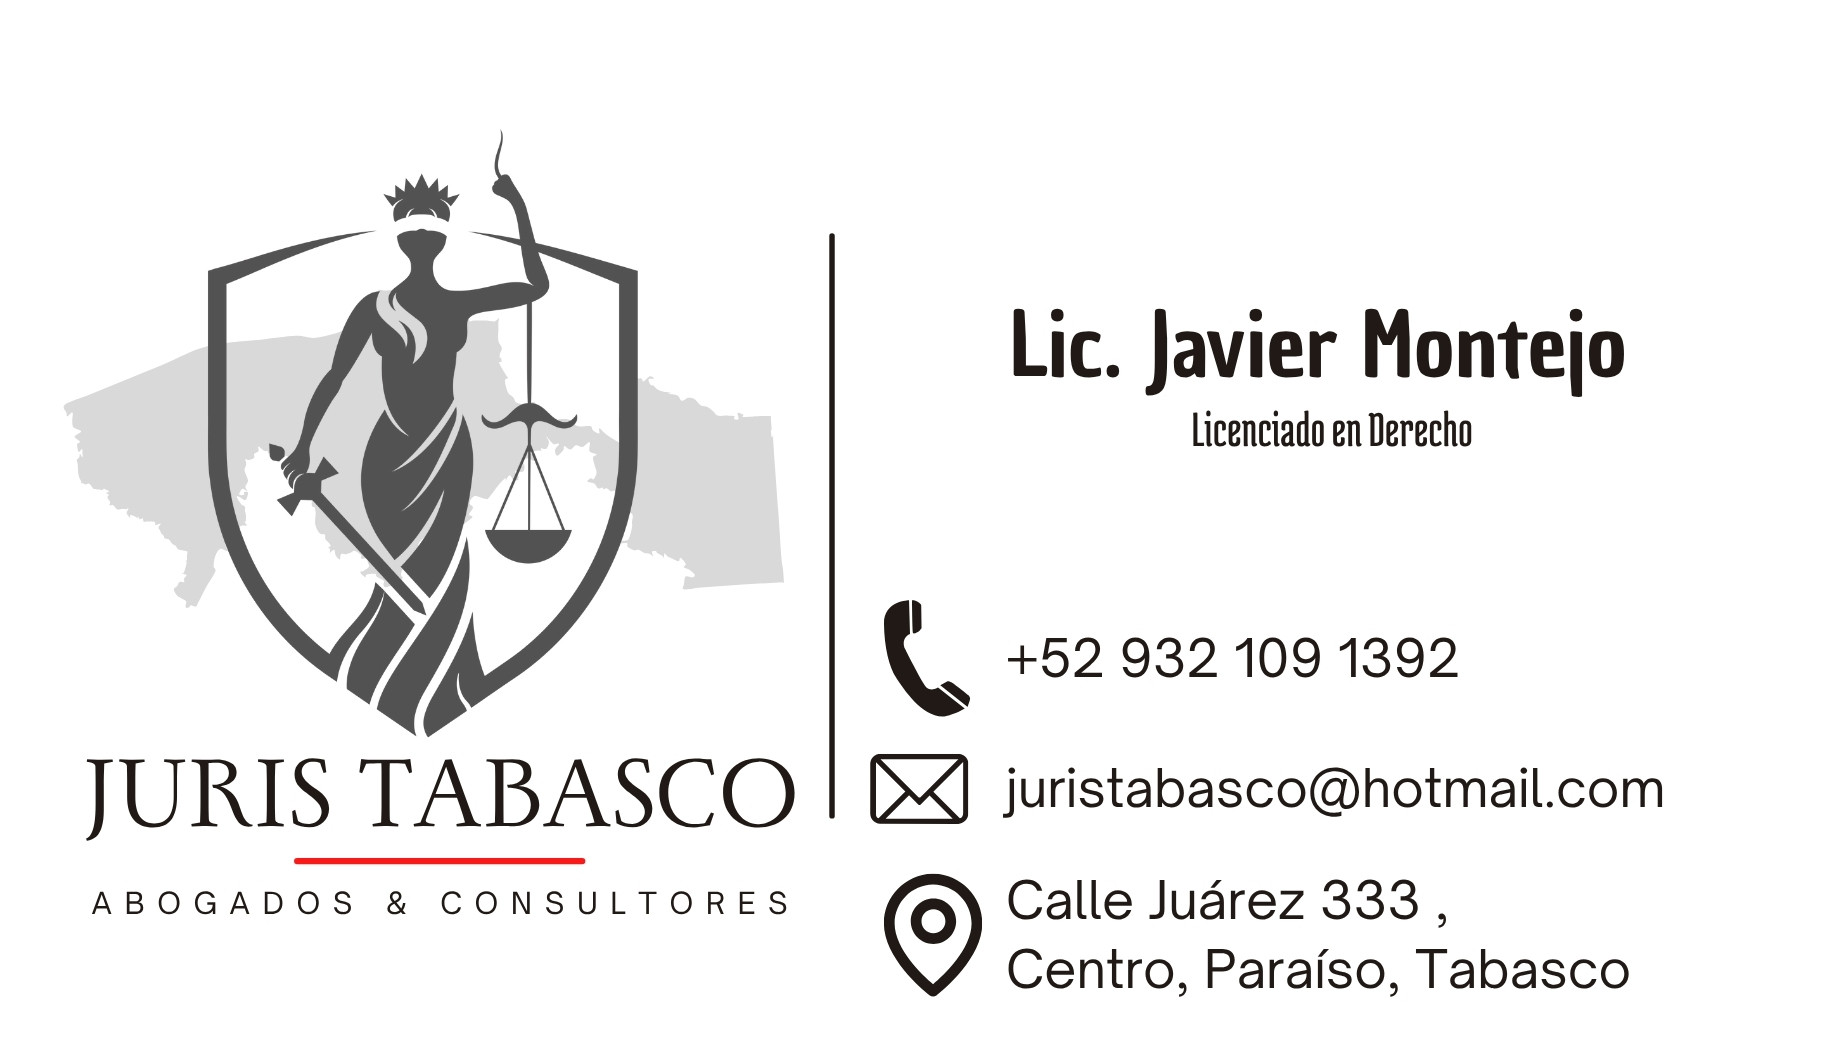 JURIS TABASCO
ABOGADOS & CONSULTORES
Lic. Javier Montejo
Licenciado en Derecho
+52 932 109 1392
juristabasco@hotmail.com
Calle Juárez 333 ,
Centro, Paraíso, Tabasco